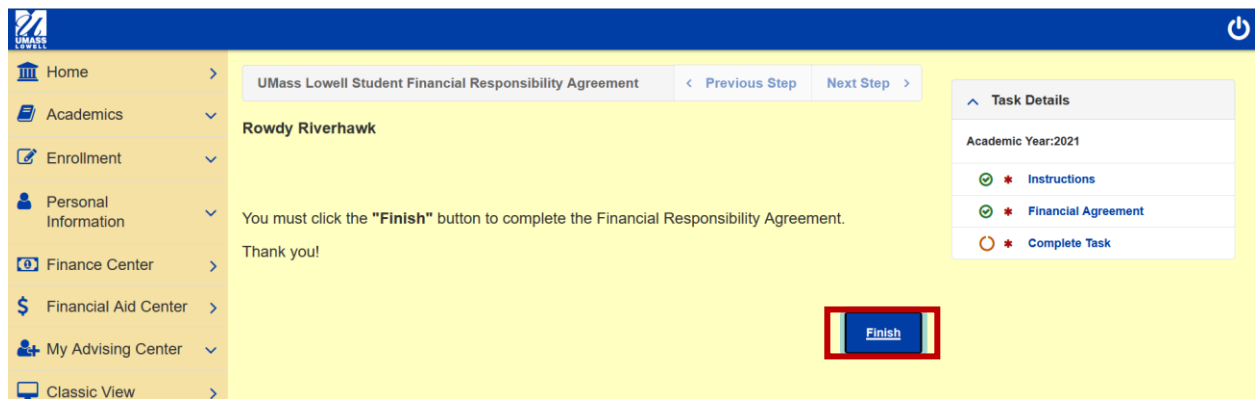 UMASS
LOWELL
Home
Academics
Enrollment
Personal
Information
Finance Center
Financial Aid Center
My Advising Center
Classic View
UMass Lowell Student Financial Responsibility Agreement
Previous Step
Next Step
Rowdy Riverhawk
You must click the "Finish" button to complete the Financial Responsibility Agreement.
Thank you!
Finish
Task Details
Academic Year:2021
Instructions
Financial Agreement
Complete Task